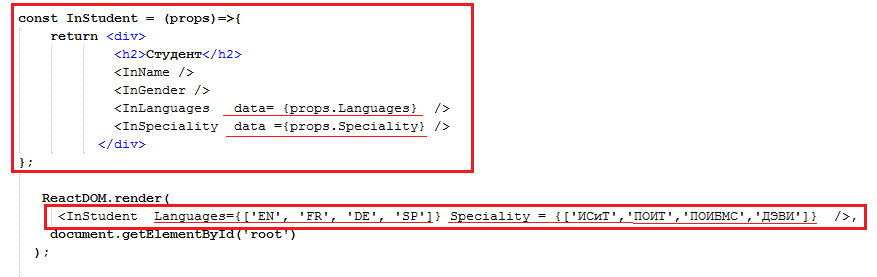 const InStudent = (props)=>{
return <div>
<h2>Студент</h2>
<InName />
<InGender />
<InLanguages data= {props.Languages} />
<InSpeciality data ={props.Speciality} />
</div>
};
ReactDOM.render(
<InStudent Languages={['EN', 'FR', 'DE', 'SP']} Speciality = {['ИСиТ','ПОИТ','ПОИБМС','ДЭВИ']} />,
document.getElementById('root')
);